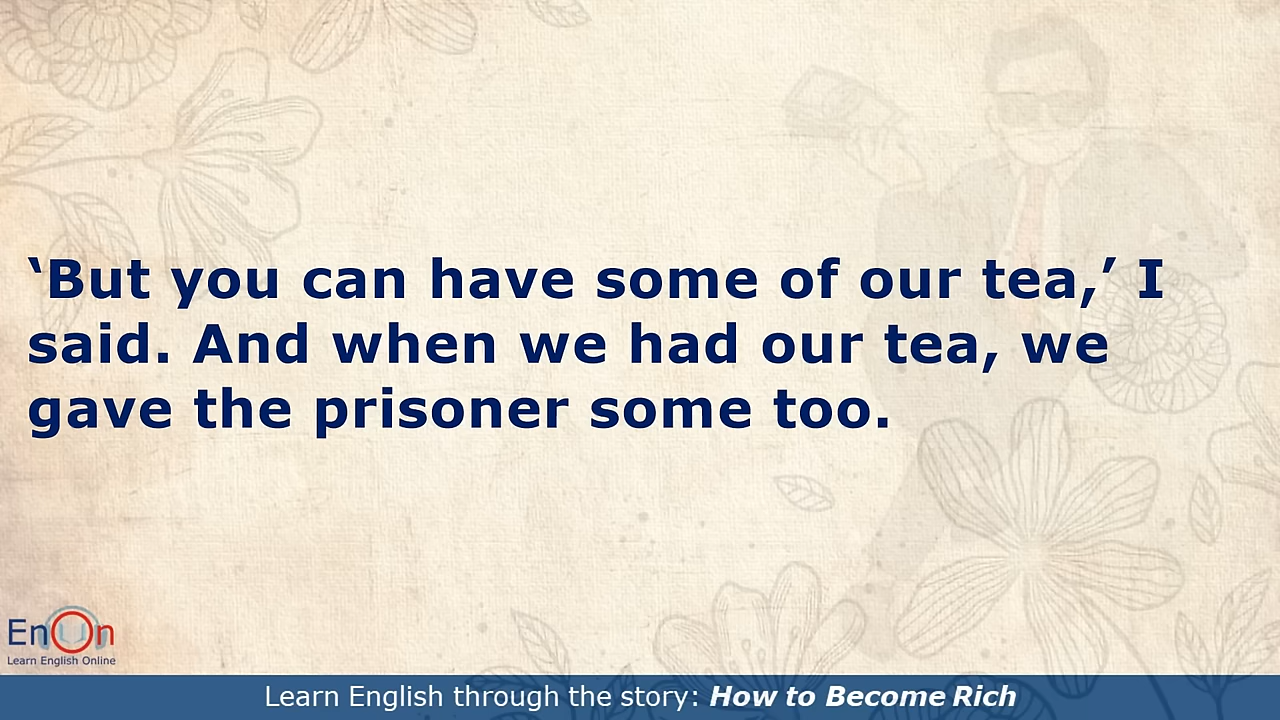 ‘But you can have some of our tea,’ I
said. And when we had our tea, we
gave the prisoner some too.
EnOn
Learn English Online
Learn English through the story: How to Become Rich